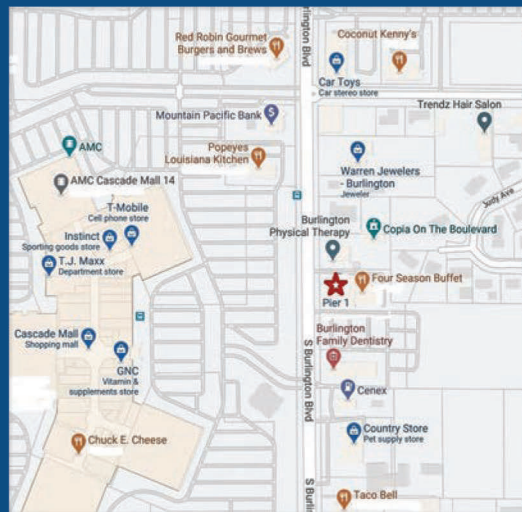 Red Robin Gourmet
Burgers and Brews
Coconut Kenny's
Burlington Blvd
Car Toys
Car stereo store
Mountain Pacific Bank
Trendz Hair Salon
AMC
Popeyes
Louisiana Kitchen
Warren Jewelers
- Burlington
Jeweler
Judy Ave
AMC Cascade Mall 14
T-Mobile
Cell phone store
Instinct
Sporting goods store
Burlington
Physical Therapy
Copia On The Boulevard
T.J. Maxx
Department store
Four Season Buffet
Pier 1
Cascade Mall
Shopping mall
Burlington
Family Dentistry
S Burlington Blvd
GNC
Vitamin &
supplements store
Cenex
Country Store
Pet supply store
Chuck E. Cheese
S Burli
Taco Bell